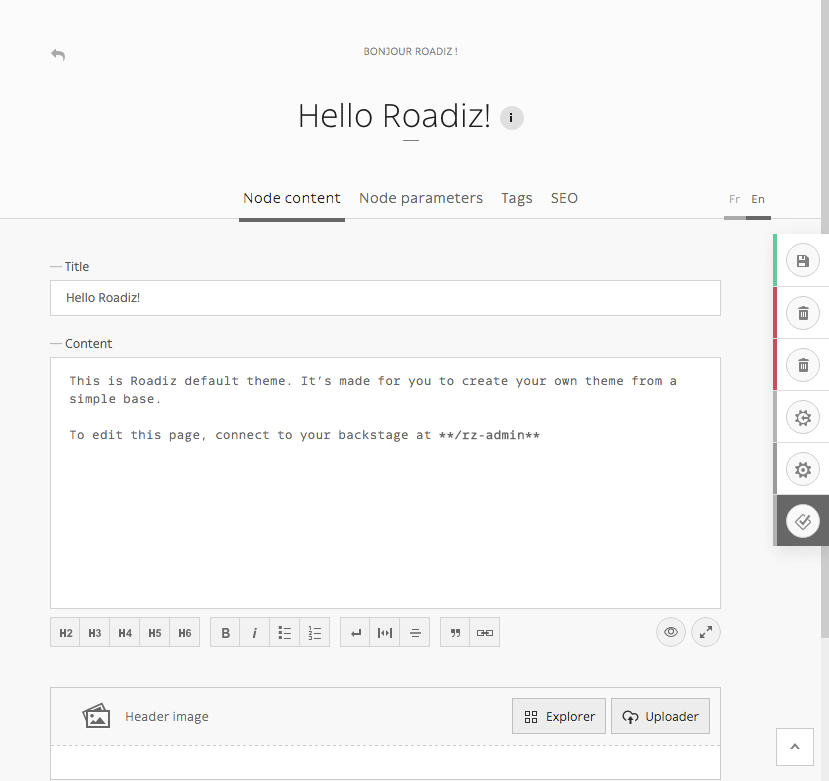 BONJOUR ROADIZ !
Hello Roadiz! i
Node content Node parameters Tags SEO Fr En
Title
Hello Roadiz!
Content
This is Roadiz default theme. It’s made for you to create your own theme from a
simple base.
To edit this page, connect to your backstage at **/rz-admin**
H2 H3 H4 H5 H6 B i
Header image Explorer Uploader